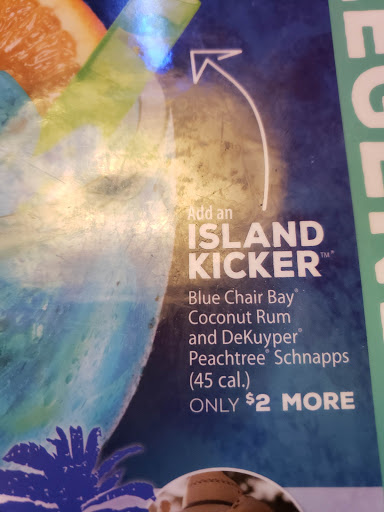 Add an
ISLAND
KICKER™
Blue Chair Bay®
Coconut Rum
and DeKuyper®
Peachtree® Schnapps
(45 cal.)
ONLY $2 MORE